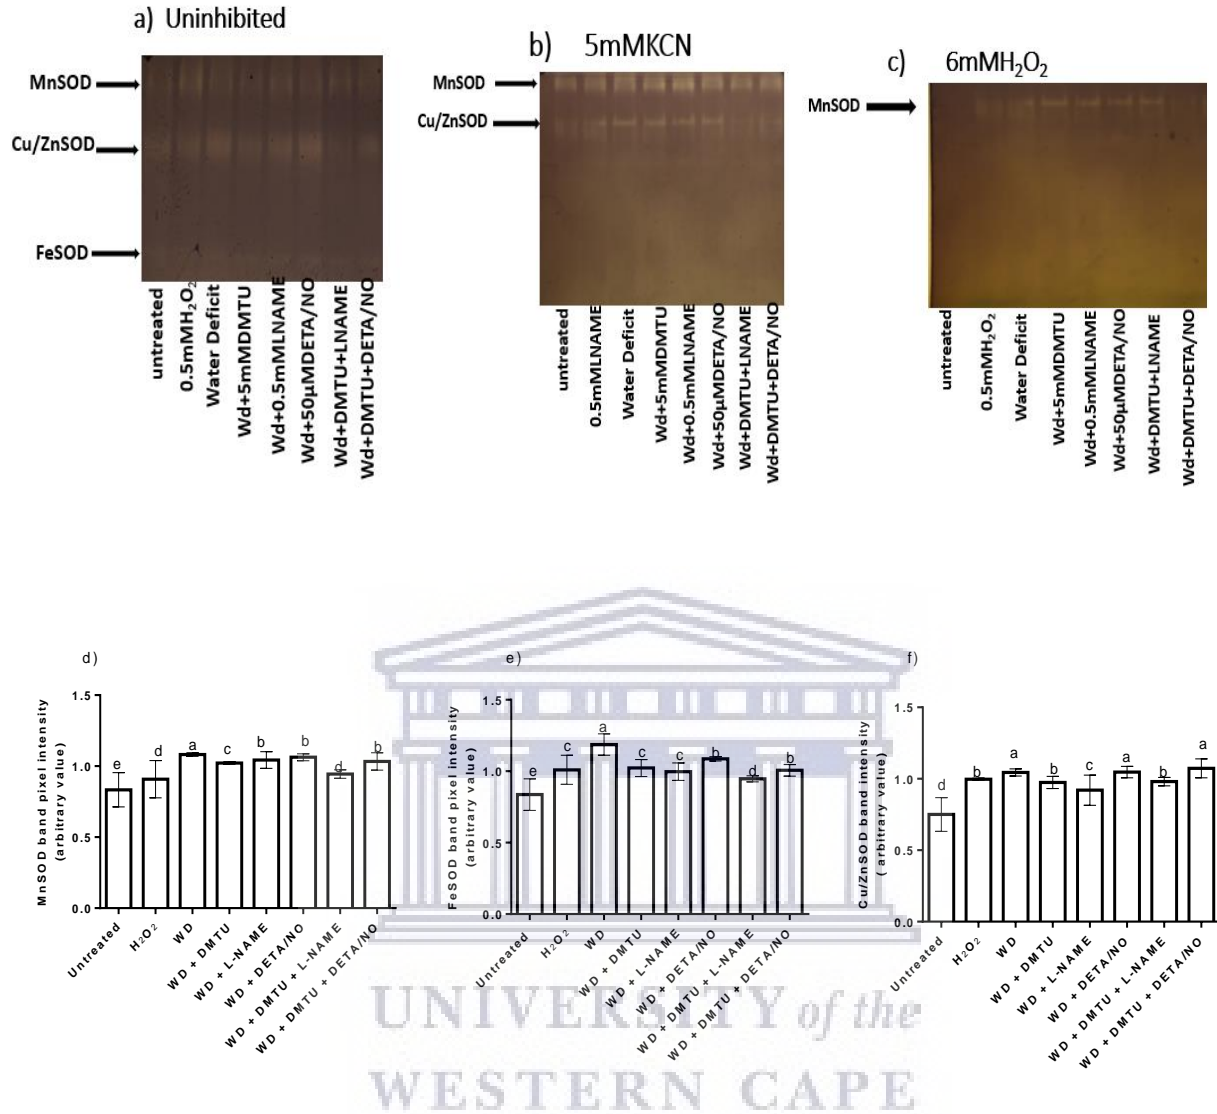 a) Uninhibited
MnSOD
Cu/ZnSOD
FeSOD
untreated
0.5mMH₂O₂
Water Deficit
Wd+5mMDMTU
Wd+0.5mMLNAME
Wd+50µMDETA/NO
Wd+DMTU+LNAME
Wd+DMTU+DETA/NO
b) 5mMKCN
MnSOD
Cu/ZnSOD
untreated
0.5mMLNAME
Water Deficit
Wd+5mMDMTU
Wd+0.5mMLNAME
Wd+50µMDETA/NO
Wd+DMTU+LNAME
Wd+DMTU+DETA/NO
c) 6mMH₂O₂
MnSOD
untreated
0.5mMH₂O₂
Water Deficit
Wd+5mMDMTU
Wd+0.5mMLNAME
Wd+50µMDETA/NO
Wd+DMTU+LNAME
Wd+DMTU+DETA/NO
d)
MnSOD band pixel intensity
(arbitrary value)
1.5
1.0
0.5
0.0
e
d
a
c
b
b
d
b
Untreated
H₂O₂
WD
WD + DMTU
WD + L-NAME
WD + DETA/NO
WD + DMTU + L-NAME
WD + DMTU + DETA/NO
e)
FeSOD band pixel intensity
(arbitrary value)
1.5
1.0
0.5
0.0
e
c
a
c
c
b
d
b
Untreated
H₂O₂
WD
WD + DMTU
WD + L-NAME
WD + DETA/NO
WD + DMTU + L-NAME
WD + DMTU + DETA/NO
f)
Cu/ZnSOD band pixel intensity
(arbitrary value)
1.5
1.0
0.5
0.0
d
b
a
b
c
a
b
a
Untreated
H₂O₂
WD
WD + DMTU
WD + L-NAME
WD + DETA/NO
WD + DMTU + L-NAME
WD + DMTU + DETA/NO
UNIVERSITY of the
WESTERN CAPE